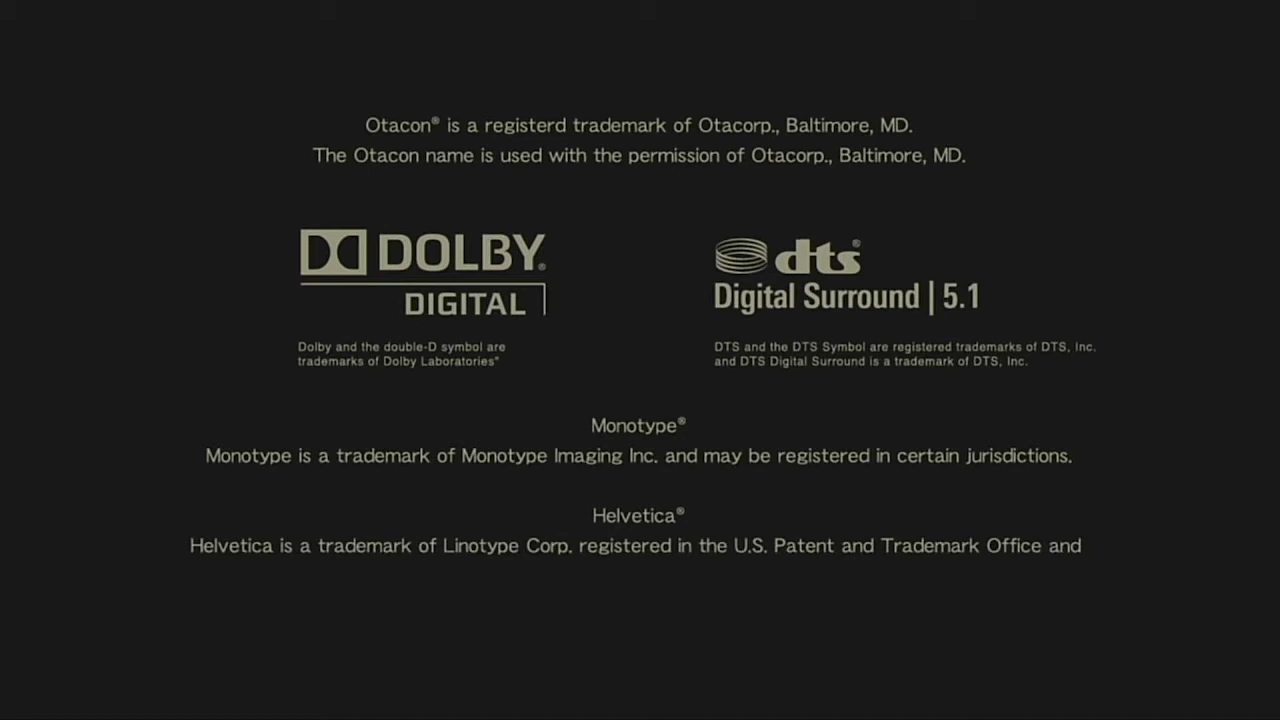 Otacon® is a registerd trademark of Otacorp., Baltimore, MD.
The Otacon name is used with the permission of Otacorp., Baltimore, MD.
DOLBY®
DIGITAL
Dolby and the double-D symbol are
trademarks of Dolby Laboratories"
dts®
Digital Surround | 5.1
DTS and the DTS Symbol are registered trademarks of DTS, Inc.
and DTS Digital Surround is a trademark of DTS, Inc.
Monotype®
Monotype is a trademark of Monotype Imaging Inc. and may be registered in certain jurisdictions.
Helvetica®
Helvetica is a trademark of Linotype Corp. registered in the U.S. Patent and Trademark Office and